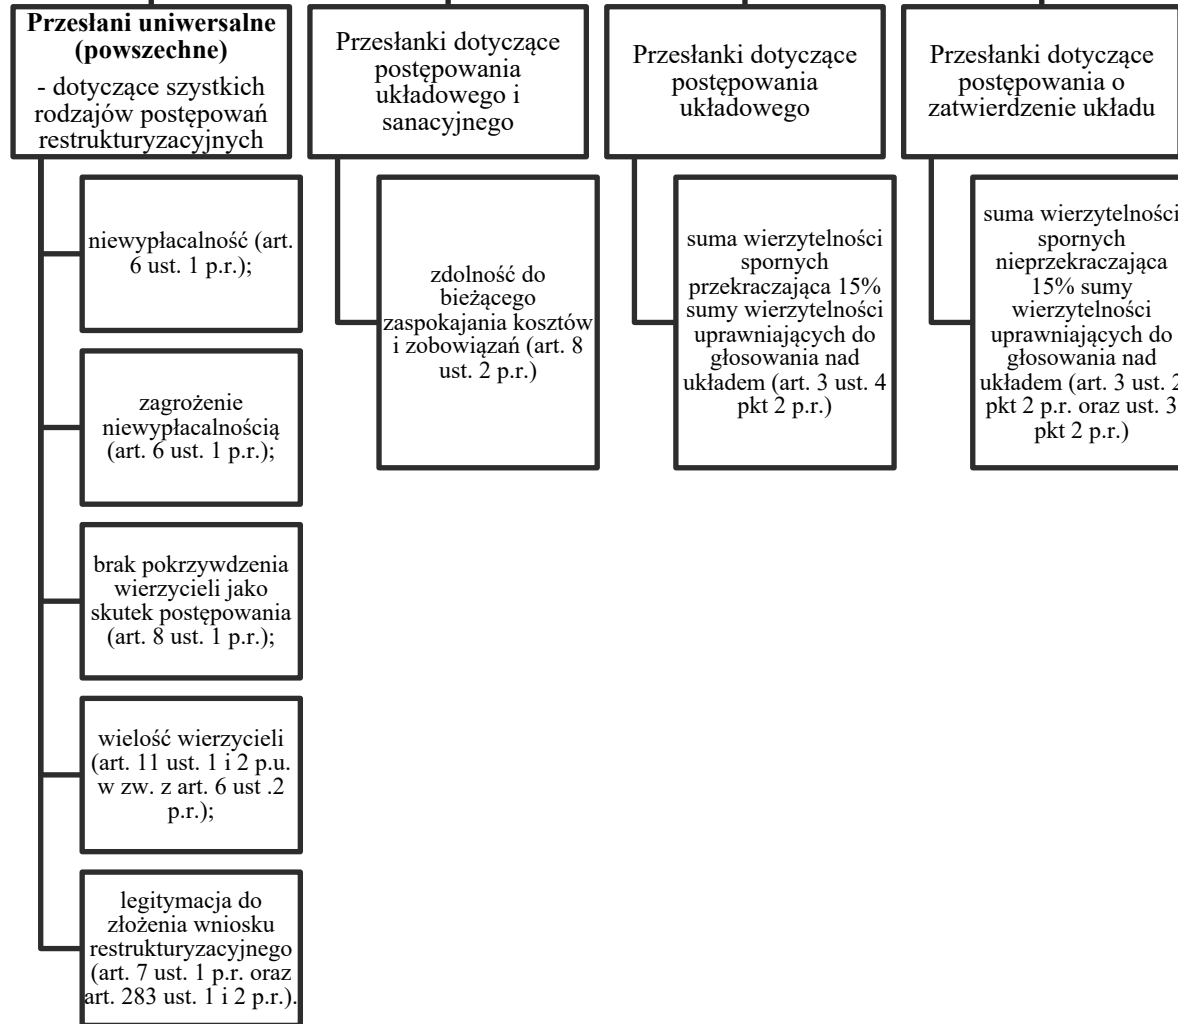 Przesłani uniwersalne
(powszechne)
- dotyczące szystkich
rodzajów postępowań
restrukturyzacyjnych
niewypłacalność (art.
6 ust. 1 p.r.);
zagrożenie
niewypłacalnością
(art. 6 ust. 1 p.r.);
brak pokrzywdzenia
wierzycieli jako
skutek postępowania
(art. 8 ust. 1 p.r.);
wielość wierzycieli
(art. 11 ust. 1 i 2 p.u.
w zw. z art. 6 ust .2
p.r.);
legitymacja do
złożenia wniosku
restrukturyzacyjnego
(art. 7 ust. 1 p.r. oraz
art. 283 ust. 1 i 2 p.r.).
Przesłanki dotyczące
postępowania
układowego i
sanacyjnego
zdolność do
bieżącego
zaspokajania kosztów
i zobowiązań (art. 8
ust. 2 p.r.)
Przesłanki dotyczące
postępowania
układowego
suma wierzytelności
spornych
przekraczająca 15%
sumy wierzytelności
uprawniających do
głosowania nad
układem (art. 3 ust. 4
pkt 2 p.r.)
Przesłanki dotyczące
postępowania o
zatwierdzenie układu
suma wierzytelności
spornych
nieprzekraczająca
15% sumy
wierzytelności
uprawniających do
głosowania nad
układem (art. 3 ust. 2
pkt 2 p.r. oraz ust. 3
pkt 2 p.r.)